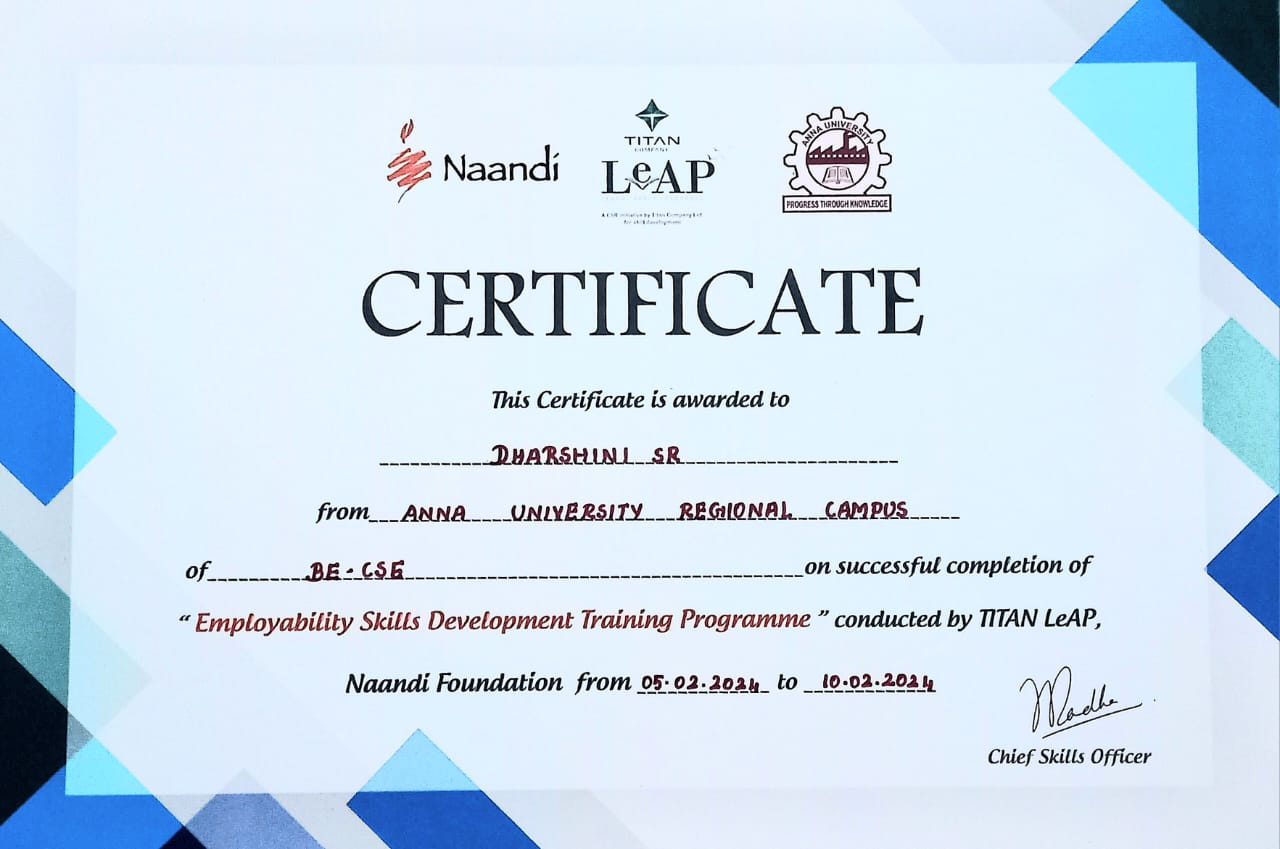 Naandi
TITAN
COMPANY
LeAP
A CSR initiative by Titan Company Ltd
for skill development
ANNA UNIVERSITY
PROGRESS THROUGH KNOWLEDGE
CERTIFICATE
This Certificate is awarded to
DHARSHINI SR
from ANNA UNIVERSITY REGIONAL CAMPUS
of BE - CSE on successful completion of
“ Employability Skills Development Training Programme ” conducted by TITAN LeAP,
Naandi Foundation from 05.02.2024 to 10.02.2024
Radha
Chief Skills Officer